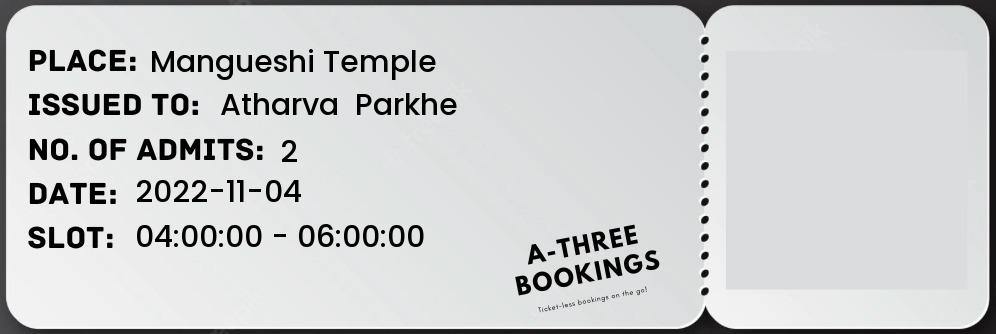 PLACE: Mangueshi Temple
ISSUED TO: Atharva Parkhe
NO. OF ADMITS: 2
DATE: 2022-11-04
SLOT: 04:00:00 - 06:00:00
A-THREE
BOOKINGS
Ticket-less bookings on the go!